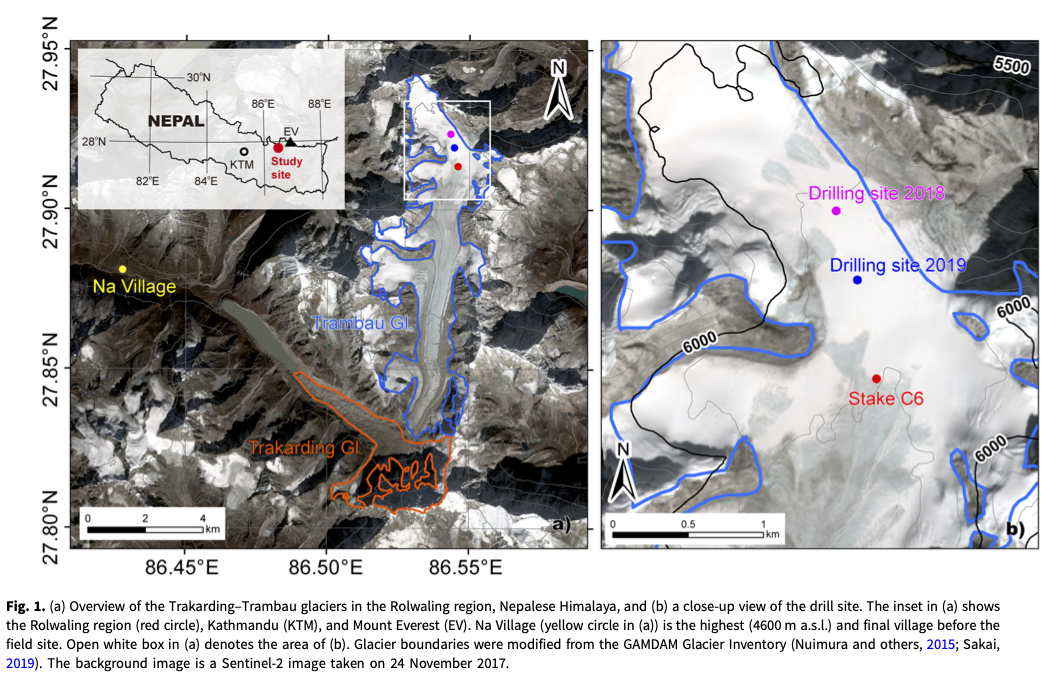 27.95°N
27.90°N
27.85°N
27.80°N
86.45°E
86.50°E
86.55°E
30°N
NEPAL
86°E
88°E
28°N
EV
KTM
Study
site
82°E
84°E
N
Na Village
Trambau Gl.
Trakarding Gl.
0 2 4
km
a)
5500
Drilling site 2018
Drilling site 2019
6000
6000
Stake C6
6000
N
0 0.5 1
km
b)
Fig. 1. (a) Overview of the Trakarding–Trambau glaciers in the Rolwaling region, Nepalese Himalaya, and (b) a close-up view of the drill site. The inset in (a) shows
the Rolwaling region (red circle), Kathmandu (KTM), and Mount Everest (EV). Na Village (yellow circle in (a)) is the highest (4600 m a.s.l.) and final village before the
field site. Open white box in (a) denotes the area of (b). Glacier boundaries were modified from the GAMDAM Glacier Inventory (Nuimura and others, 2015; Sakai,
2019). The background image is a Sentinel-2 image taken on 24 November 2017.